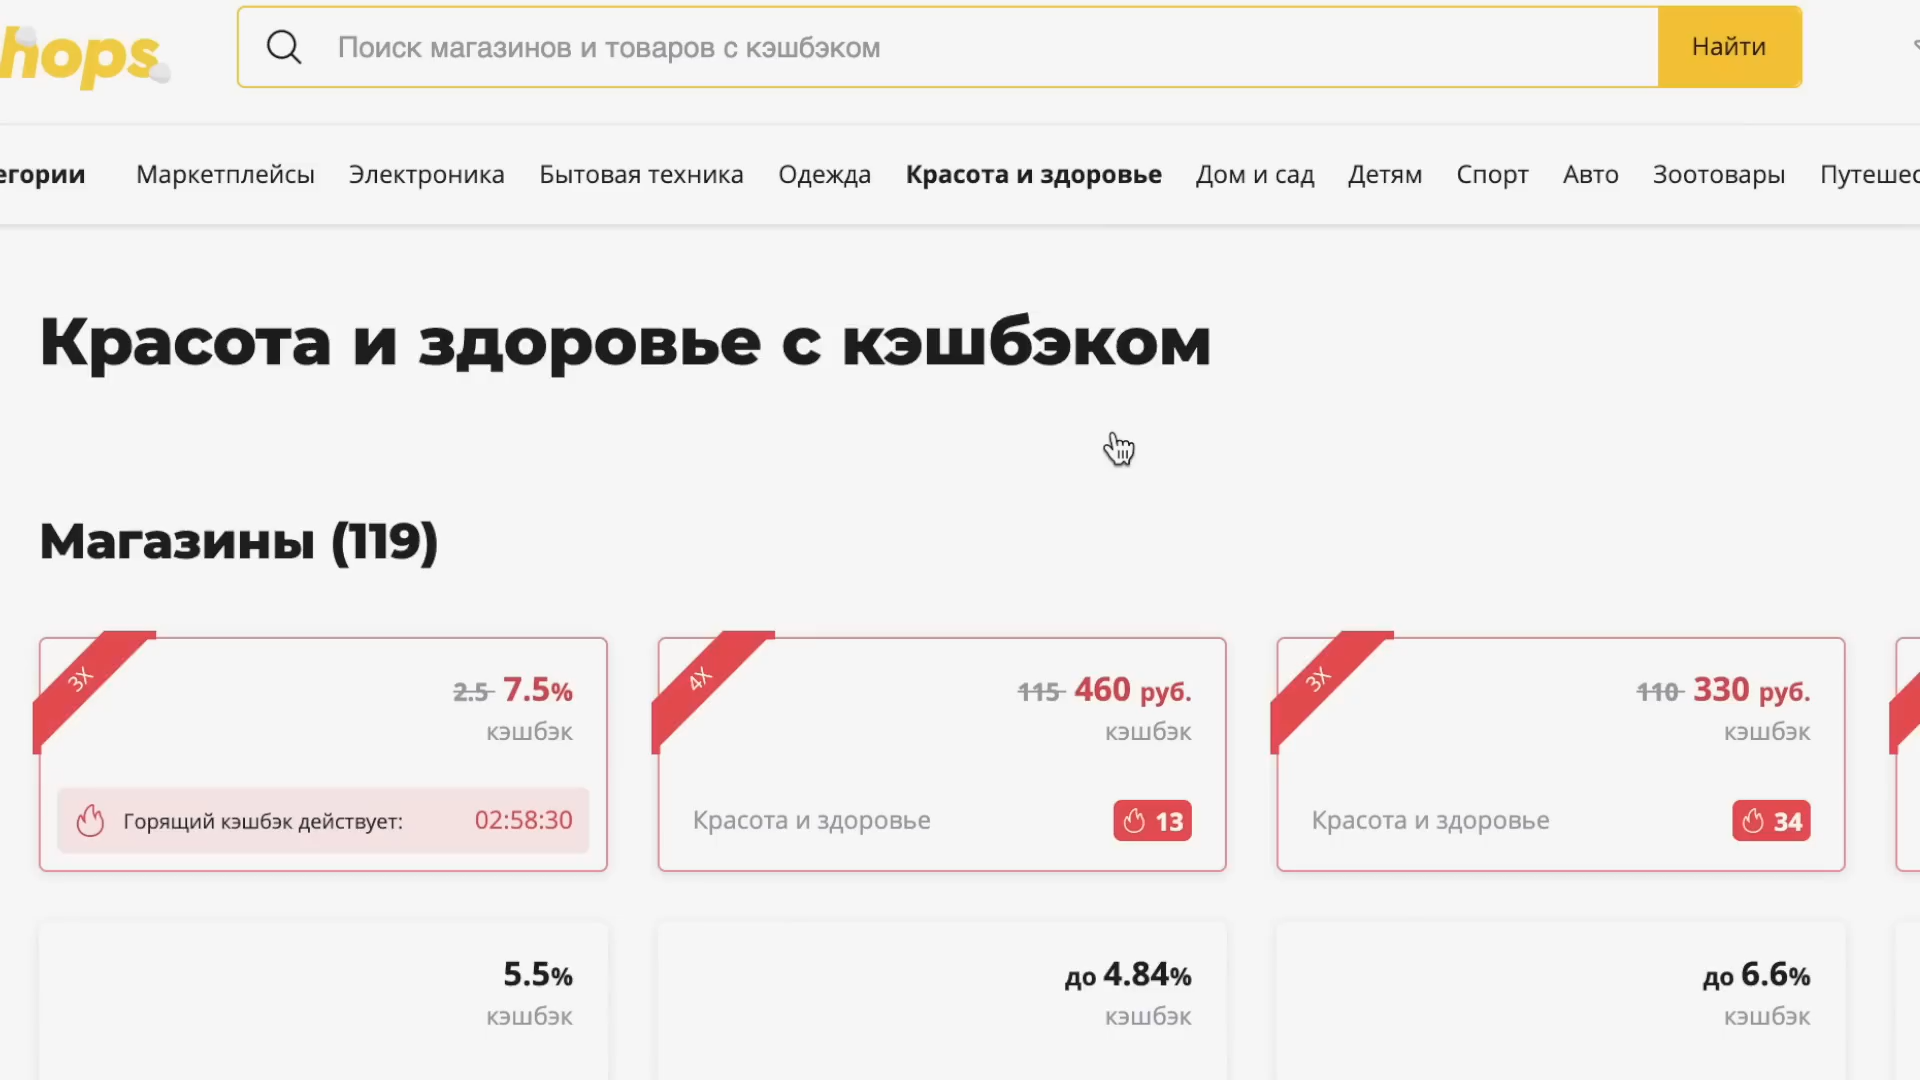 hops
Поиск магазинов и товаров с кэшбэком
Найти
егории Маркетплейсы Электроника Бытовая техника Одежда Красота и здоровье Дом и сад Детям Спорт Авто Зоотовары Путешес
Красота и здоровье с кэшбэком
Магазины (119)
3X
2.5 7.5%
кэшбэк
Горящий кэшбэк действует: 02:58:30
4X
115 460 руб.
кэшбэк
Красота и здоровье
13
3X
110 330 руб.
кэшбэк
Красота и здоровье
34
5.5%
кэшбэк
до 4.84%
кэшбэк
до 6.6%
кэшбэк